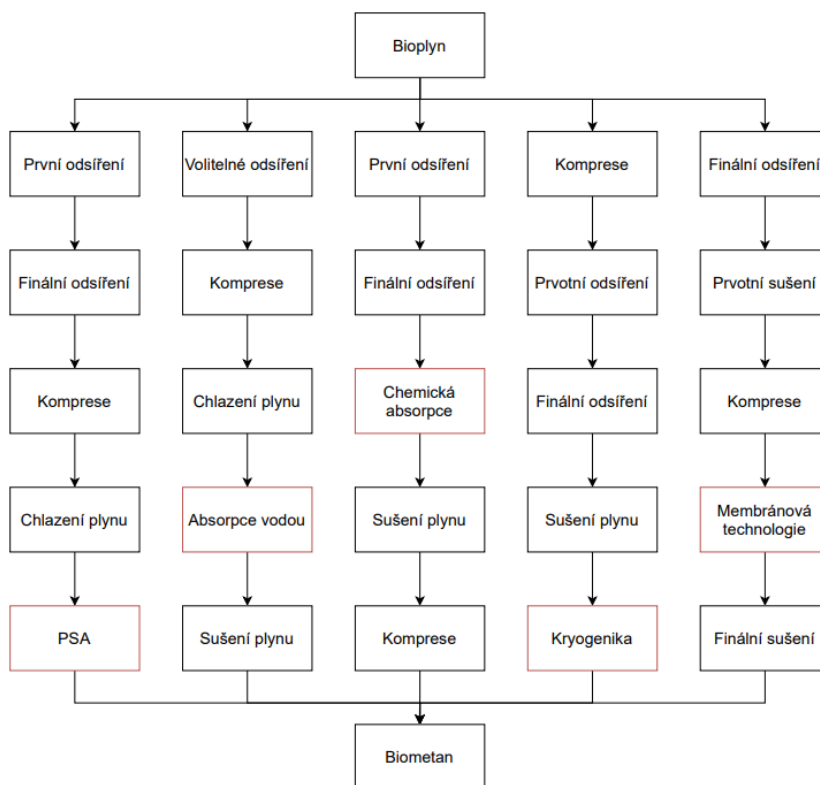 Bioplyn
První odsíření
Volitelné odsíření
První odsíření
Komprese
Finální odsíření
Finální odsíření
Komprese
Finální odsíření
Prvotní odsíření
Prvotní sušení
Komprese
Chlazení plynu
Chemická
absorpce
Finální odsíření
Komprese
Chlazení plynu
Absorpce vodou
Sušení plynu
Sušení plynu
Membránová
technologie
PSA
Sušení plynu
Komprese
Kryogenika
Finální sušení
Biometan